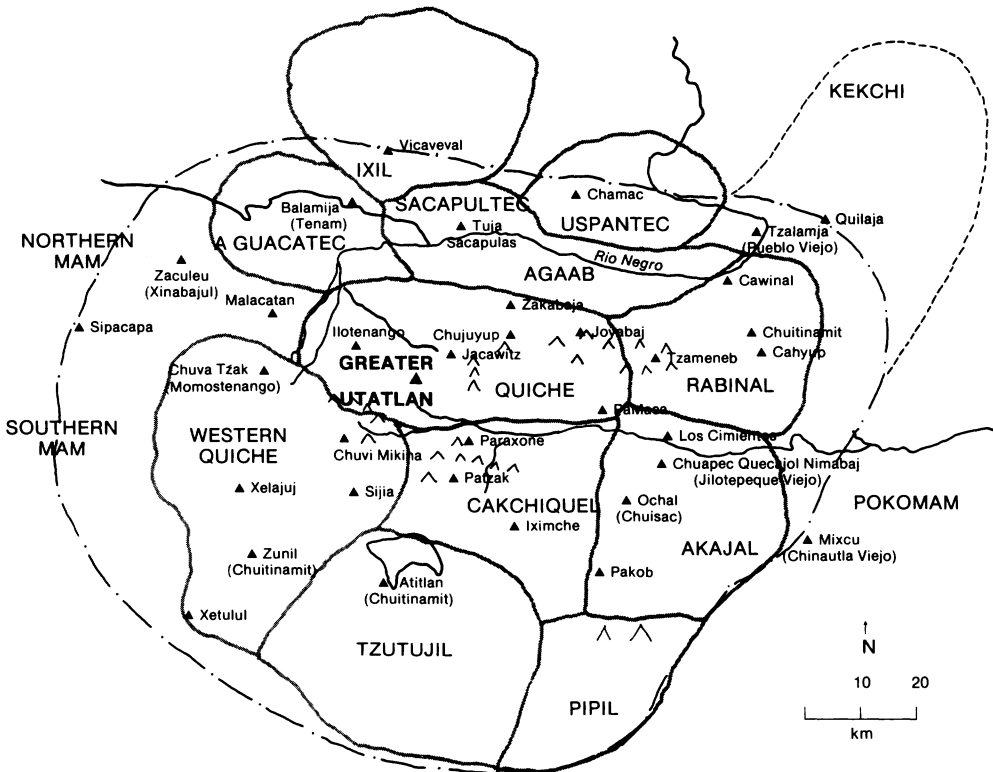 KEKCHI
Vicaveval
IXIL
Chamac
Balamija
(Tenam)
SACAPULTEC
Tuja
Sacapulas
USPANTEC
Quilaja
Tzalamja
(Pueblo Viejo)
NORTHERN
MAM
A GUACATEC
Rio Negro
AGAAB
Zaculeu
(Xinabajul)
Cawinal
Malacatan
Zakabaja
Sipacapa
Ilotenango
Chujuyup
Joyabaj
Chuitinamit
Jacawitz
Tzameneb
Cahyup
Chuva Tzak
(Momostenango)
GREATER
UTATLAN
QUICHE
RABINAL
PaMaca
SOUTHERN
MAM
WESTERN
QUICHE
Chuvi Mikina
Paraxone
Los Cimientos
Patzak
Chuapec Quecajol Nimabaj
(Jilotepeque Viejo)
Xelajuj
Sijia
CAKCHIQUEL
Ochal
(Chuisac)
POKOMAM
Iximche
AKAJAL
Mixcu
(Chinautla Viejo)
Zunil
(Chuitinamit)
Atitlan
(Chuitinamit)
Pakob
Xetulul
TZUTUJIL
N
PIPIL
10 20
km